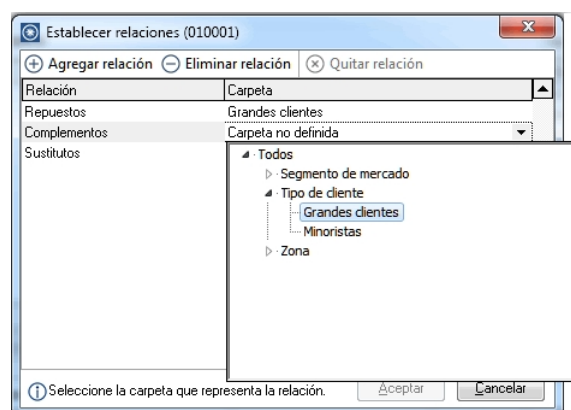 Establecer relaciones (010001)
Agregar relación Eliminar relación Quitar relación
Relación Carpeta
Repuestos Grandes clientes
Complementos Carpeta no definida
Sustitutos
Todos
Segmento de mercado
Tipo de cliente
Grandes clientes
Minoristas
Zona
Seleccione la carpeta que representa la relación. Aceptar Cancelar